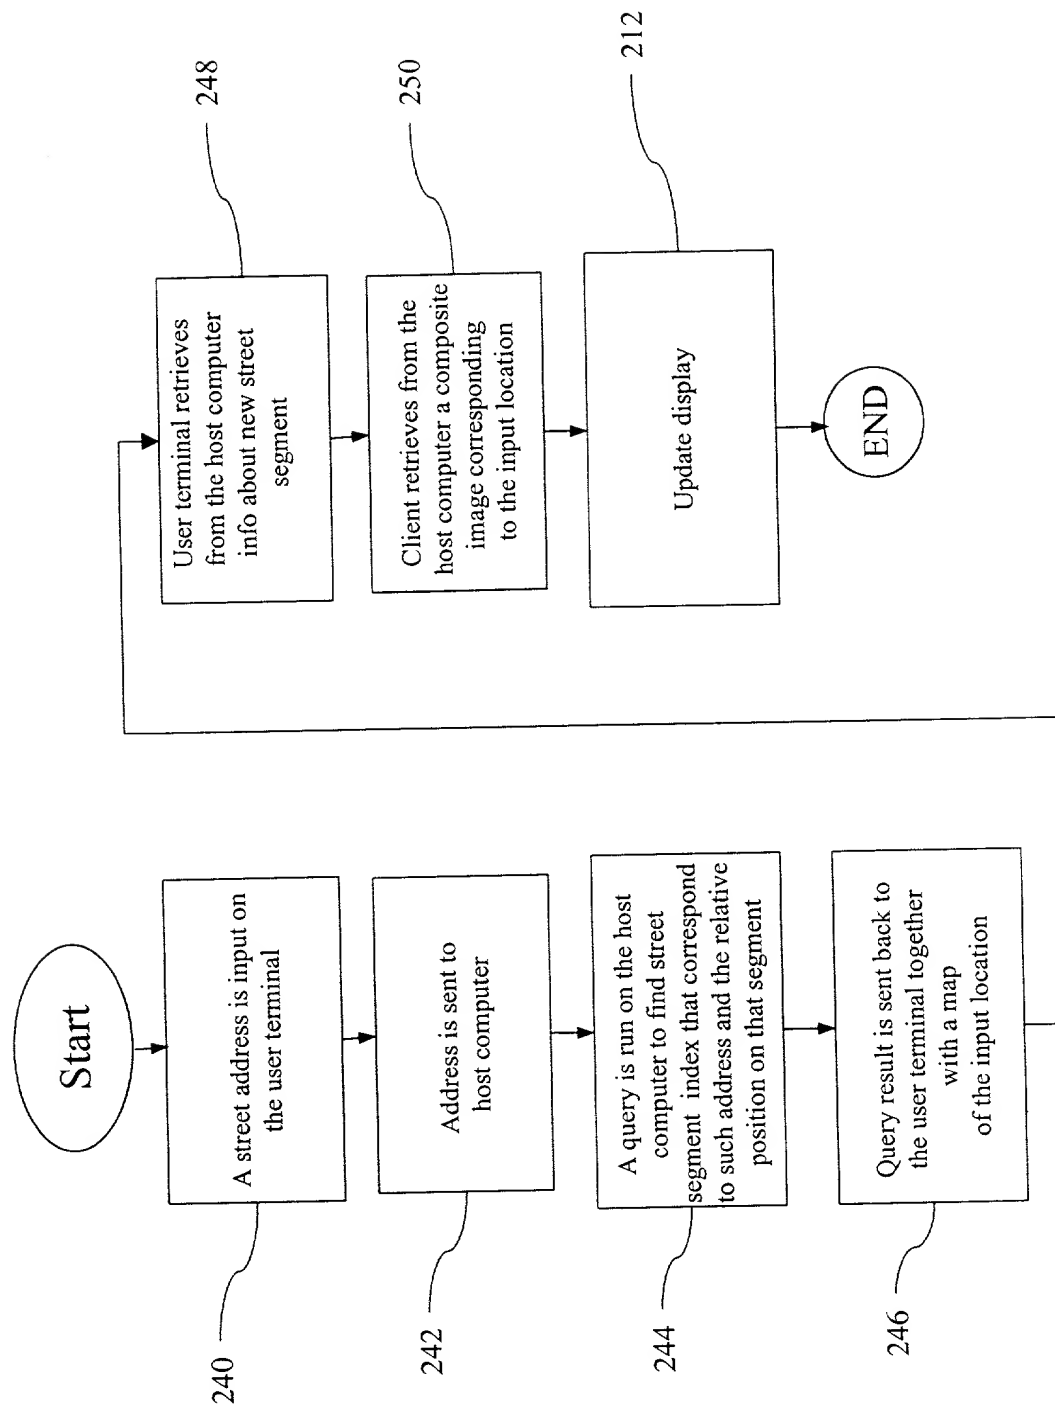 Start
A street address is input on
the user terminal
240
Address is sent to
host computer
242
A query is run on the host
computer to find street
segment index that correspond
to such address and the relative
position on that segment
244
Query result is sent back to
the user terminal together
with a map
of the input location
246
User terminal retrieves
from the host computer
info about new street
segment
248
Client retrieves from the
host computer a composite
image corresponding
to the input location
250
Update display
212
END